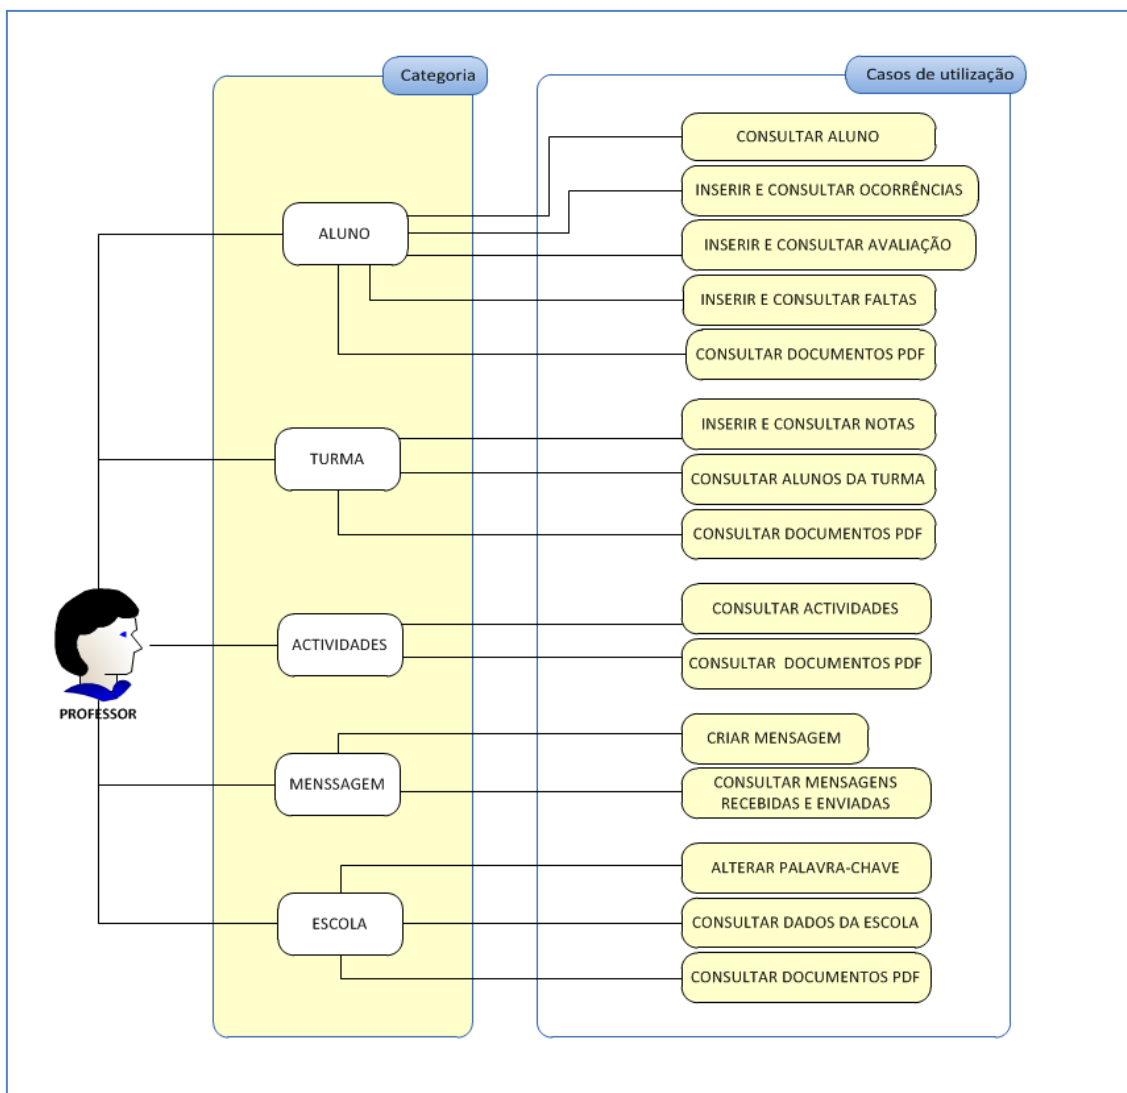 Categoria
Casos de utilização
CONSULTAR ALUNO
INSERIR E CONSULTAR OCORRÊNCIAS
ALUNO
INSERIR E CONSULTAR AVALIAÇÃO
INSERIR E CONSULTAR FALTAS
CONSULTAR DOCUMENTOS PDF
INSERIR E CONSULTAR NOTAS
TURMA
CONSULTAR ALUNOS DA TURMA
CONSULTAR DOCUMENTOS PDF
CONSULTAR ACTIVIDADES
ACTIVIDADES
CONSULTAR DOCUMENTOS PDF
PROFESSOR
CRIAR MENSAGEM
MENSSAGEM
CONSULTAR MENSAGENS
RECEBIDAS E ENVIADAS
ALTERAR PALAVRA-CHAVE
ESCOLA
CONSULTAR DADOS DA ESCOLA
CONSULTAR DOCUMENTOS PDF